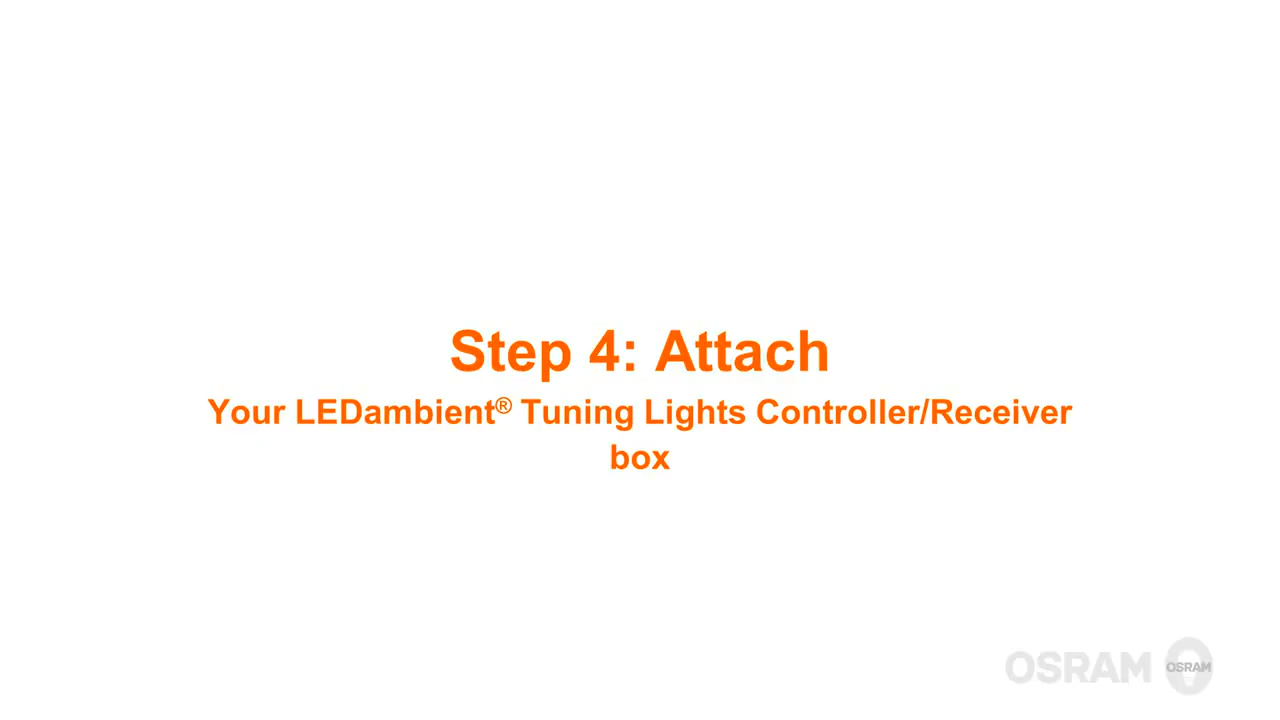 Step 4: Attach
Your LEDambient® Tuning Lights Controller/Receiver
box
OSRAM OSRAM